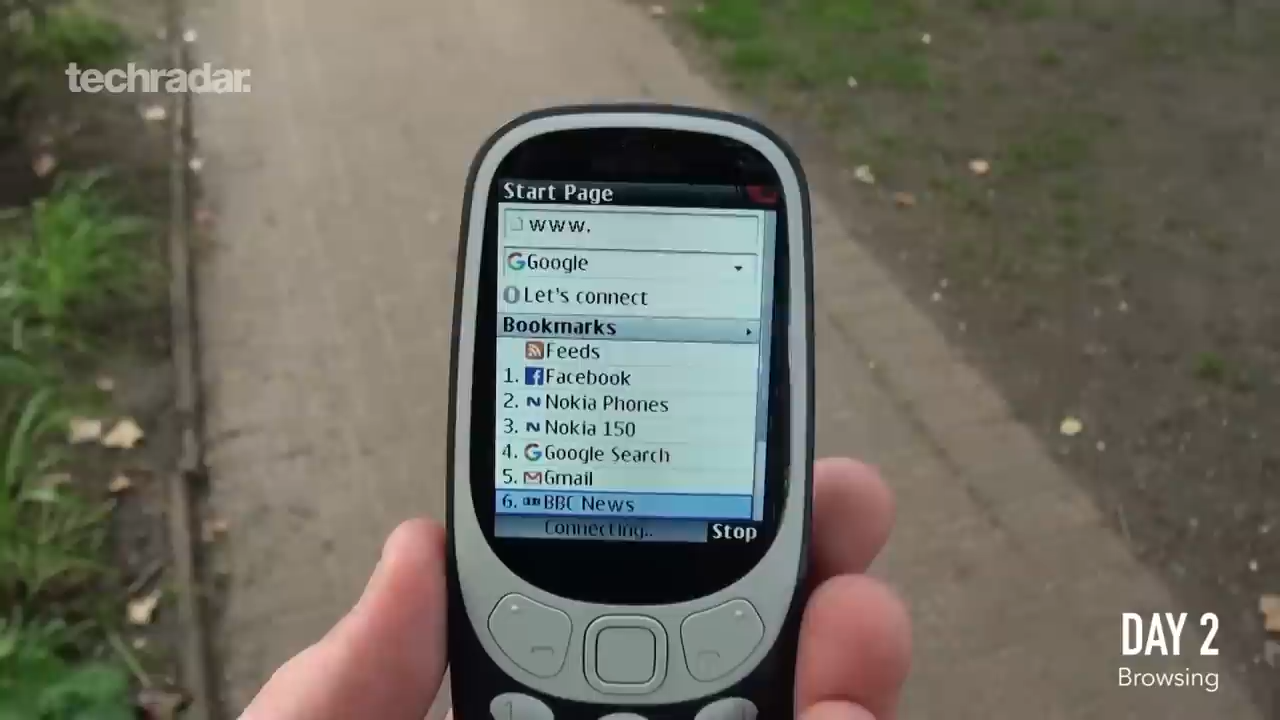 techradar.
Start Page
www.
Google
Let's connect
Bookmarks
Feeds
1. Facebook
2. Nokia Phones
3. Nokia 150
4. Google Search
5. Gmail
6. BBC News
Connecting..
Stop
DAY 2
Browsing